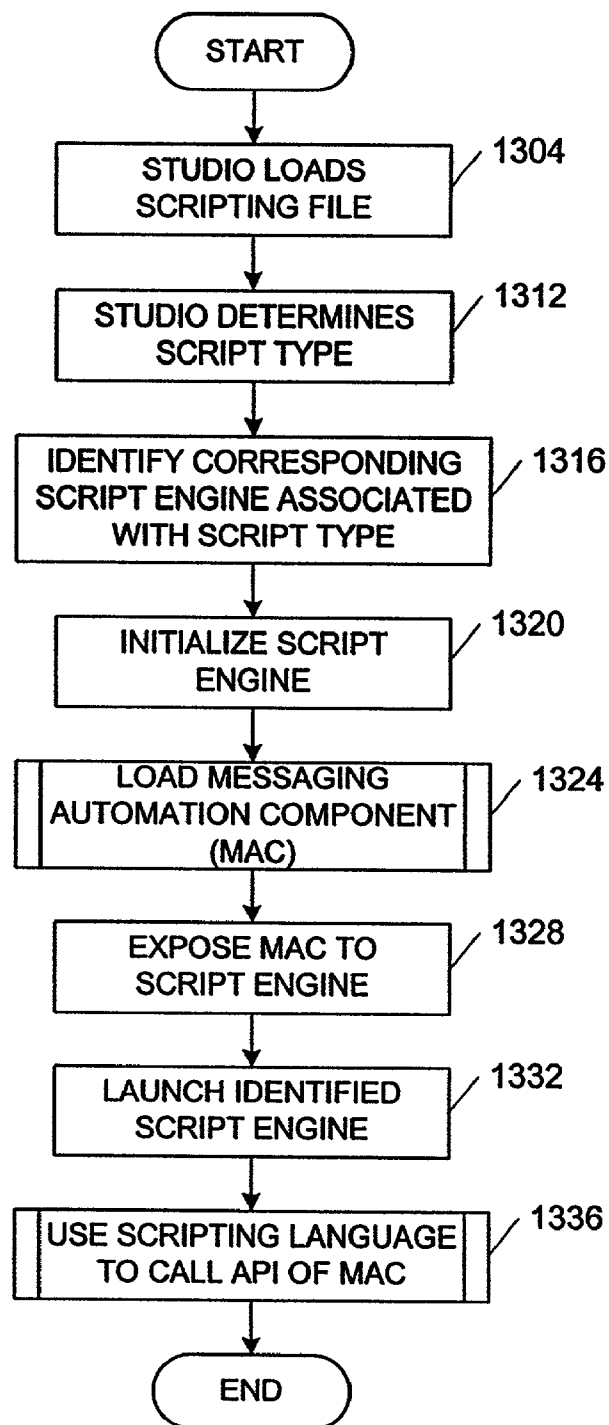 START
1304
STUDIO LOADS
SCRIPTING FILE
1312
STUDIO DETERMINES
SCRIPT TYPE
1316
IDENTIFY CORRESPONDING
SCRIPT ENGINE ASSOCIATED
WITH SCRIPT TYPE
1320
INITIALIZE SCRIPT
ENGINE
1324
LOAD MESSAGING
AUTOMATION COMPONENT
(MAC)
1328
EXPOSE MAC TO
SCRIPT ENGINE
1332
LAUNCH IDENTIFIED
SCRIPT ENGINE
1336
USE SCRIPTING LANGUAGE
TO CALL API OF MAC
END